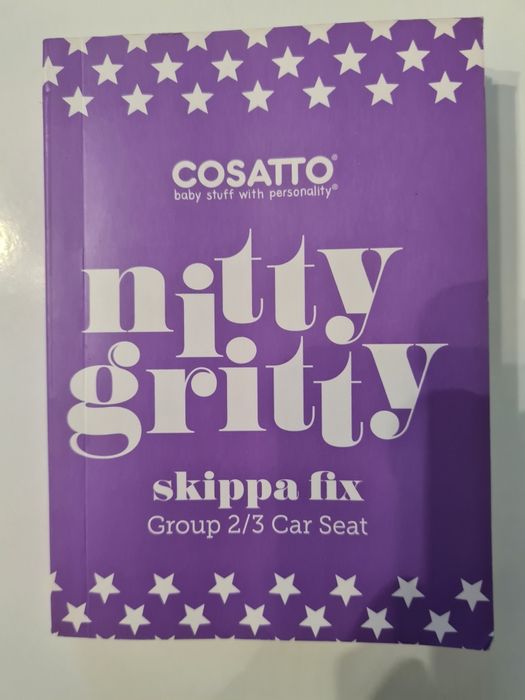 COSATTO®
baby stuff with personality®
nitty
gritty
skippa fix
Group 2/3 Car Seat